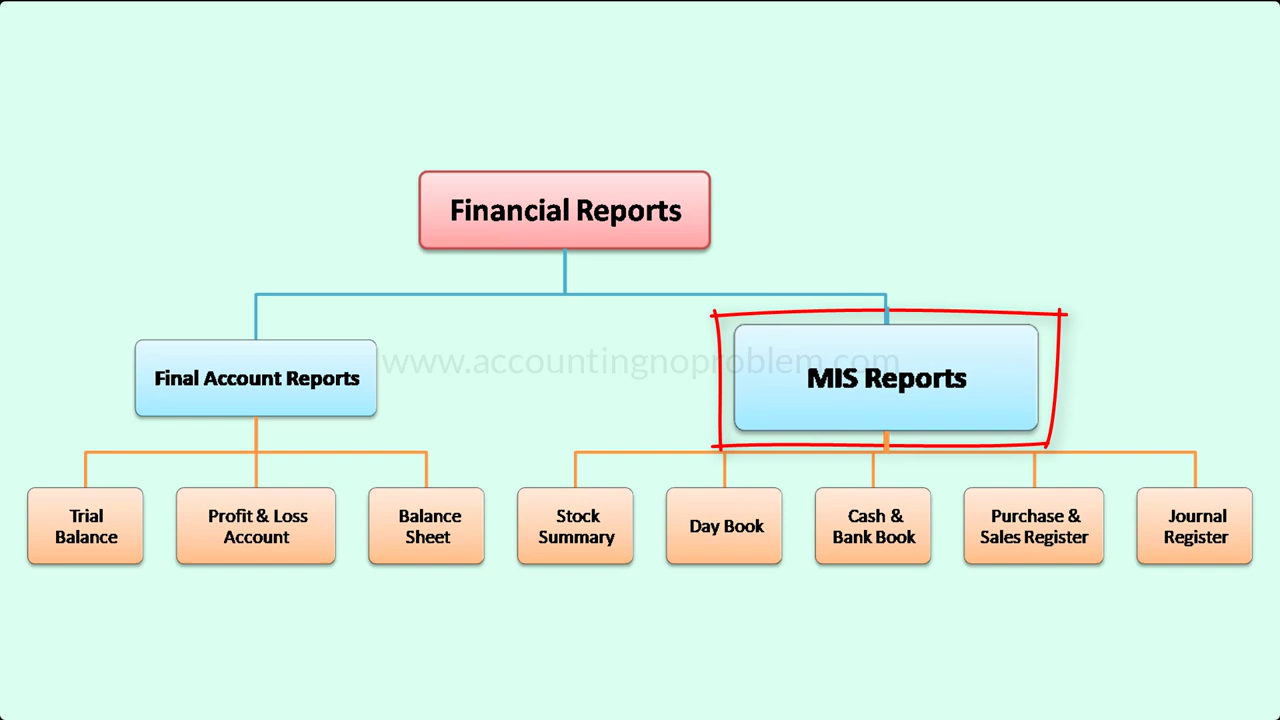 Financial Reports
www.accountingnoproblem.com
Final Account Reports
MIS Reports
Trial
Balance
Profit & Loss
Account
Balance
Sheet
Stock
Summary
Day Book
Cash &
Bank Book
Purchase &
Sales Register
Journal
Register